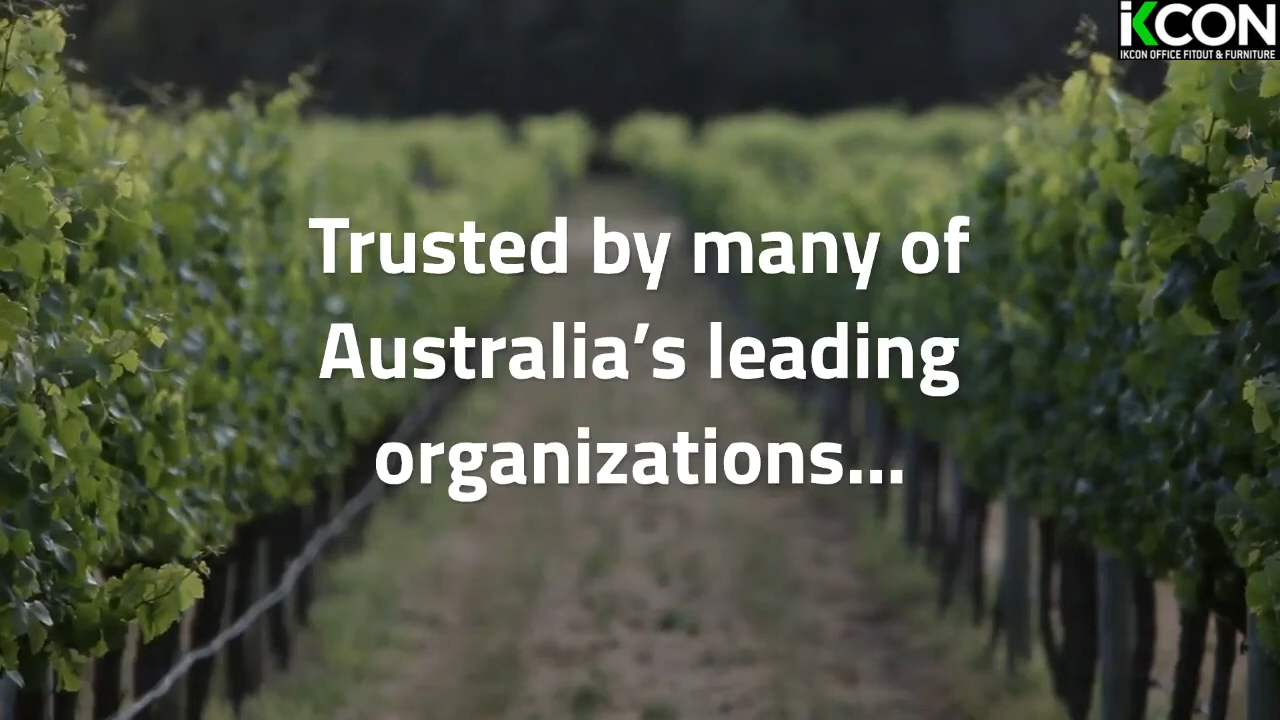 iKCON
IKCON OFFICE FITOUT & FURNITURE
Trusted by many of
Australia’s leading
organizations...